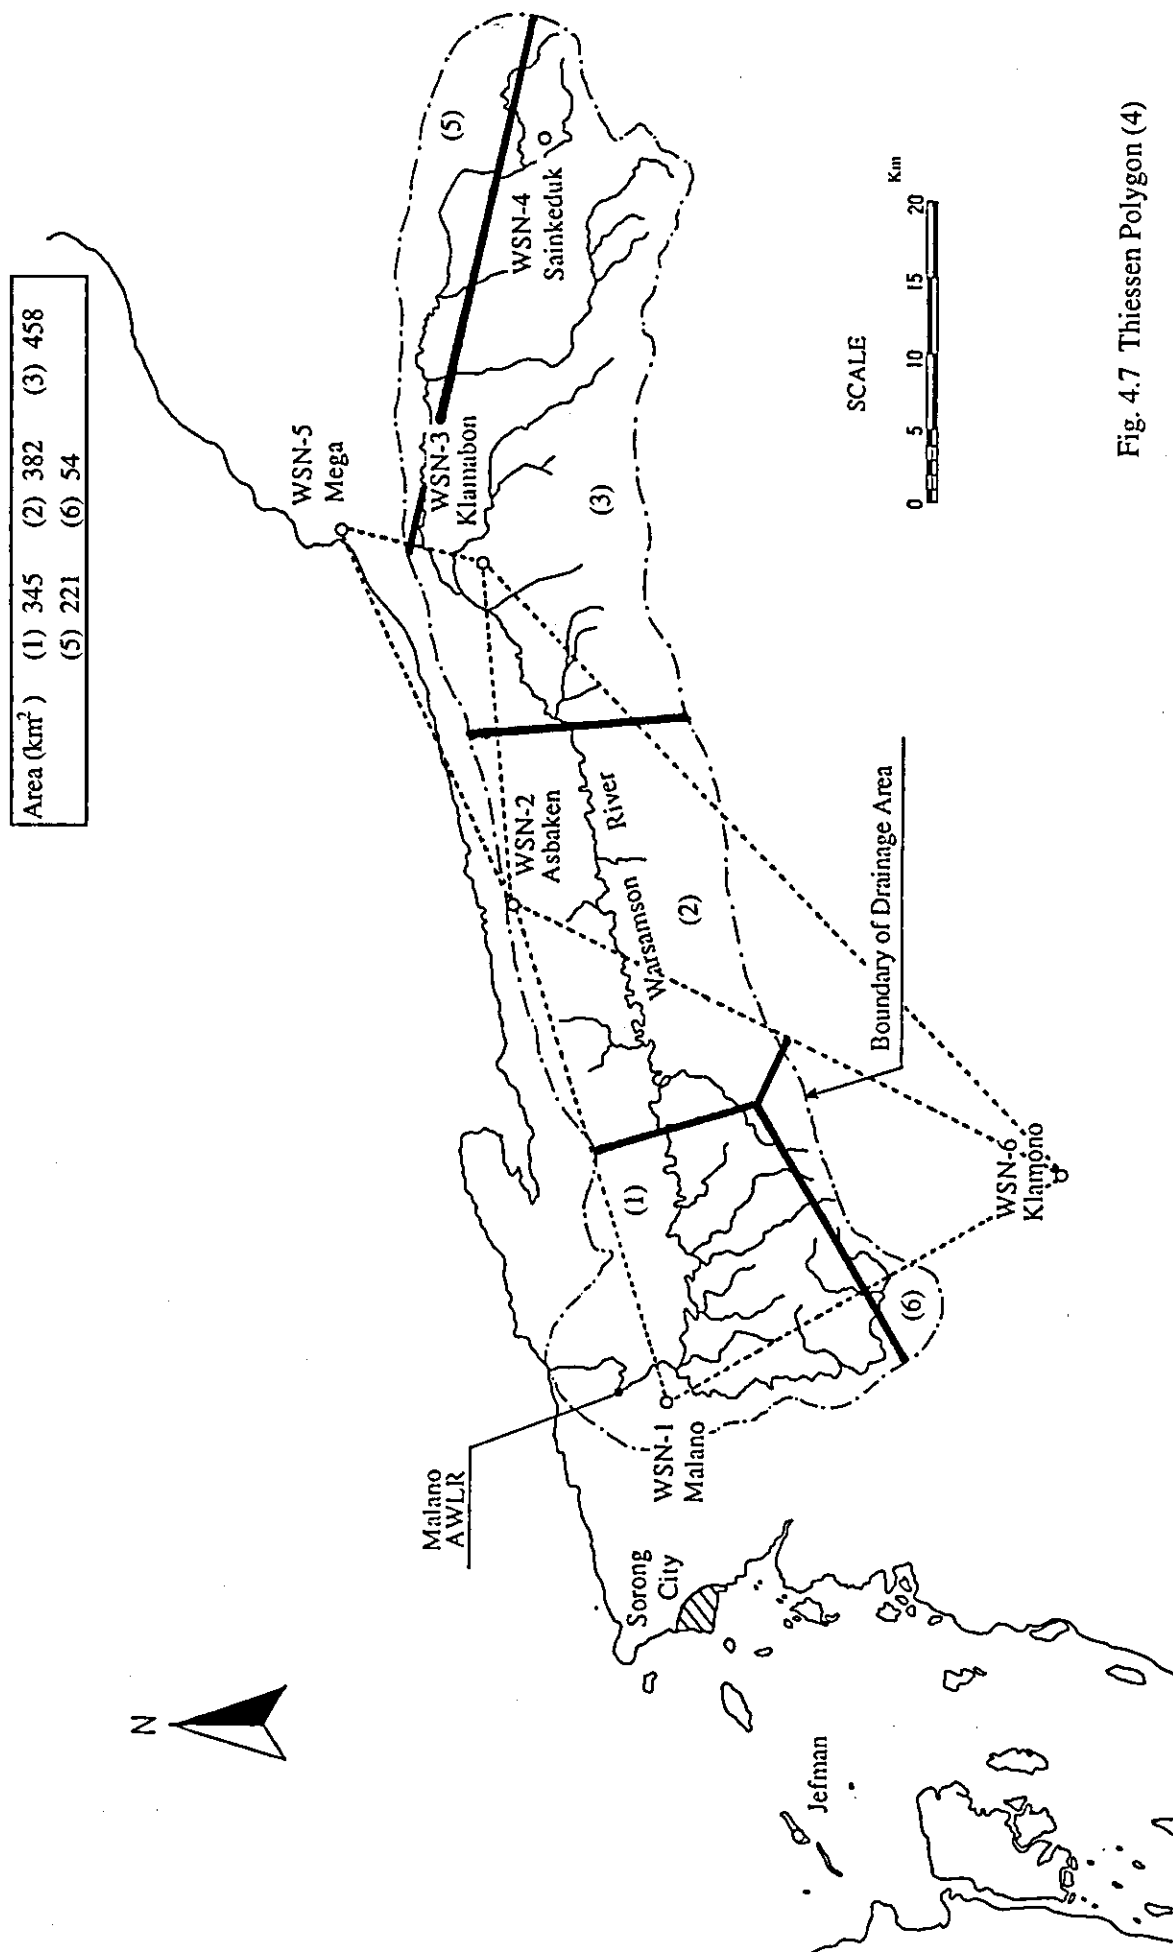 Area (km²) (1) 345 (2) 382 (3) 458
(5) 221 (6) 54
N
WSN-5
Mega
(5)
WSN-3
Klamabon
WSN-4
Sainkeduk
(3)
WSN-2
Asbaken
Warsamson River
(2)
(1)
(6)
Malano
AWLR
WSN-1
Malano
Sorong
City
Jefman
WSN-6
Klamono
Boundary of Drainage Area
SCALE
0 5 10 15 20 Km
Fig. 4.7 Thiessen Polygon (4)